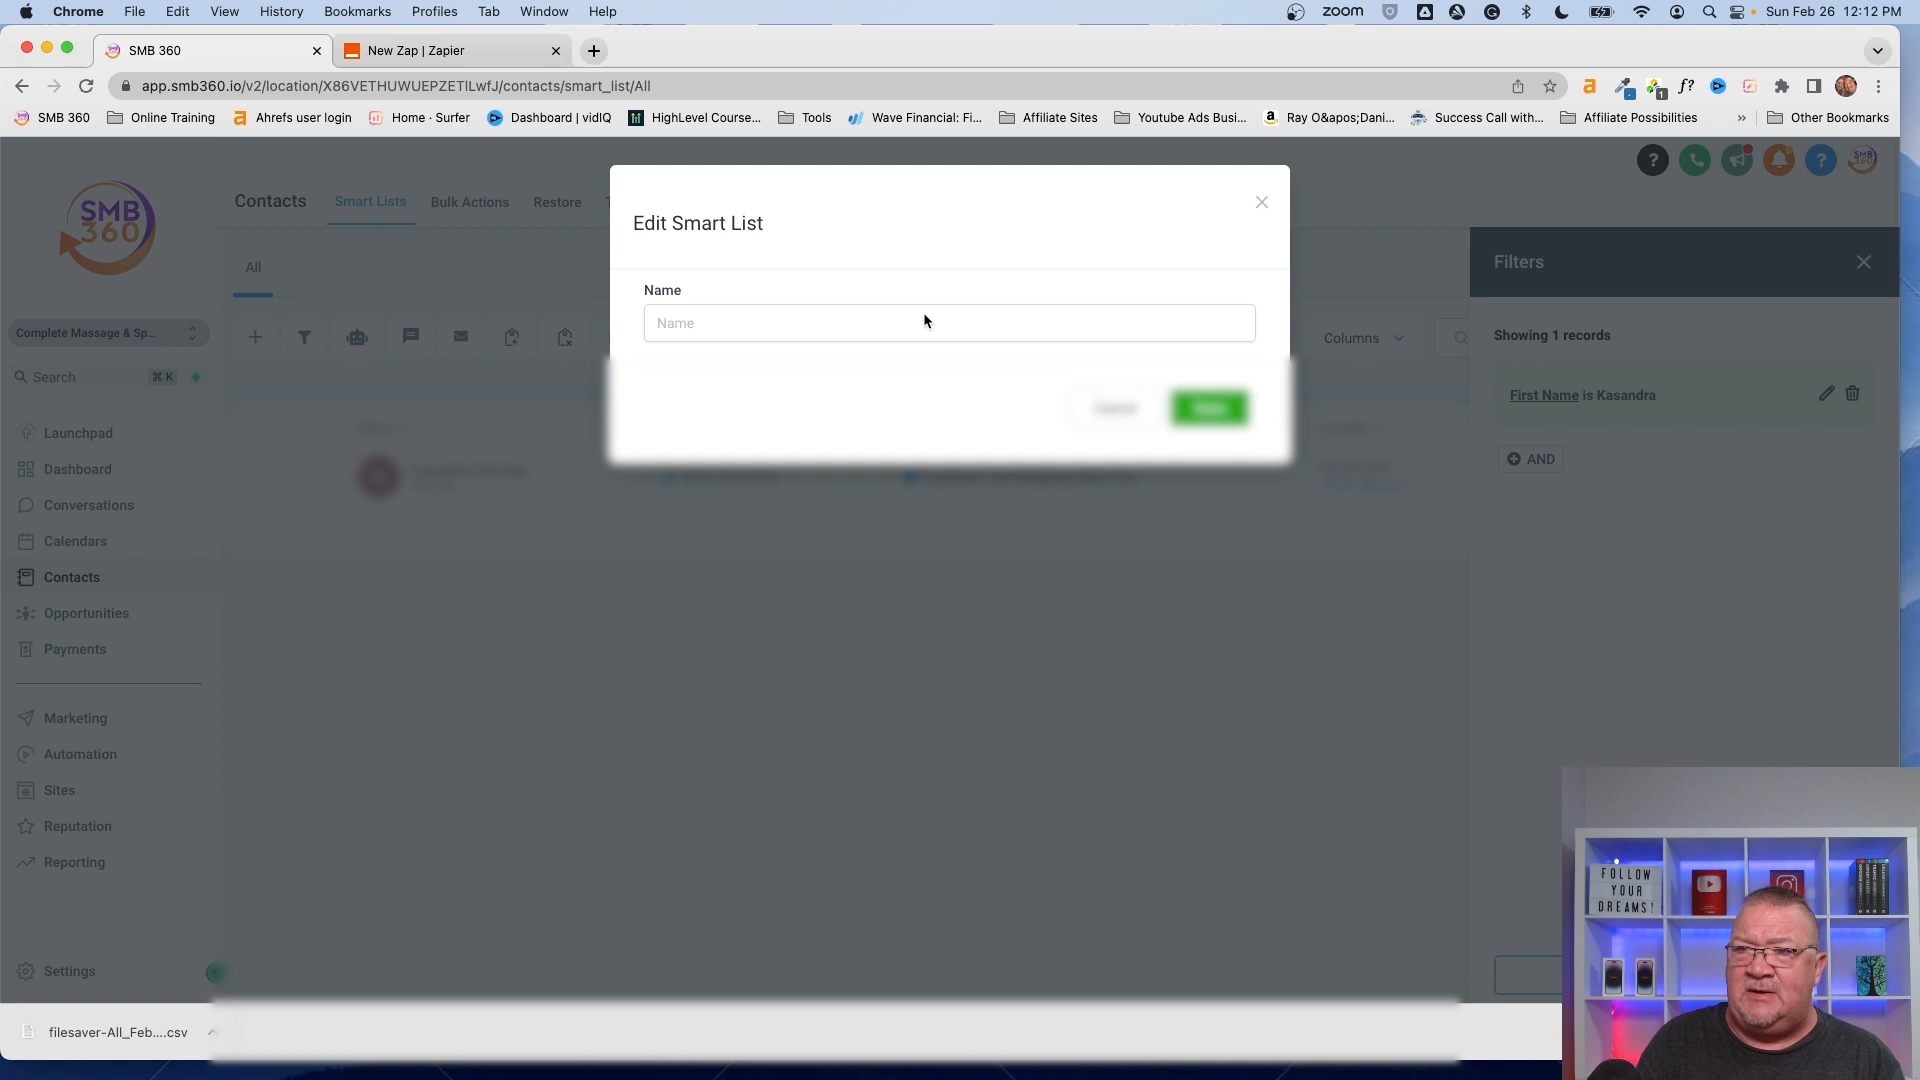 Chrome File Edit View History Bookmarks Profiles Tab Window Help zoom Sun Feb 26 12:12 PM
SMB 360 New Zap | Zapier
app.smb360.io/v2/location/X86VETHUWUEPZETlLwfJ/contacts/smart_list/All
SMB 360 Online Training Ahrefs user login Home · Surfer Dashboard | vidIQ HighLevel Course... Tools Wave Financial: Fi... Affiliate Sites Youtube Ads Busi... Ray O&apos;Dani... Success Call with... Affiliate Possibilities » Other Bookmarks
SMB
360
Contacts Smart Lists Bulk Actions Restore
All
Edit Smart List
Name
Name
Filters
Complete Massage & Sp...
Search ⌘ K
Columns
Showing 1 records
First Name is Kasandra
AND
Launchpad
Dashboard
Conversations
Calendars
Contacts
Opportunities
Payments
Marketing
Automation
Sites
Reputation
Reporting
Settings
filesaver-All_Feb....csv
FOLLOW
YOUR
DREAMS!